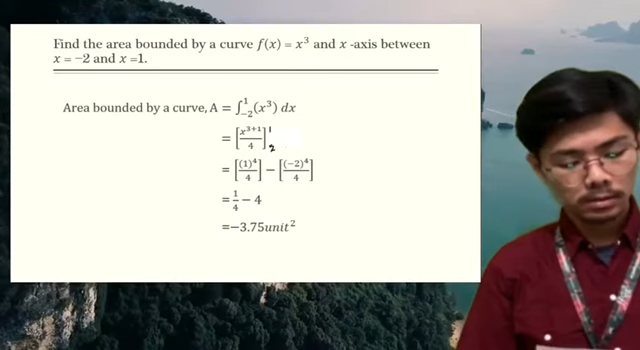 Find the area bounded by a curve f(x) = x³ and x -axis between
x = −2 and x =1.
Area bounded by a curve, A = ∫₋₂¹(x³) dx
= [x³⁺¹/4]¹₂
= [(1)⁴/4] − [(−2)⁴/4]
= 1/4 − 4
=−3.75unit²